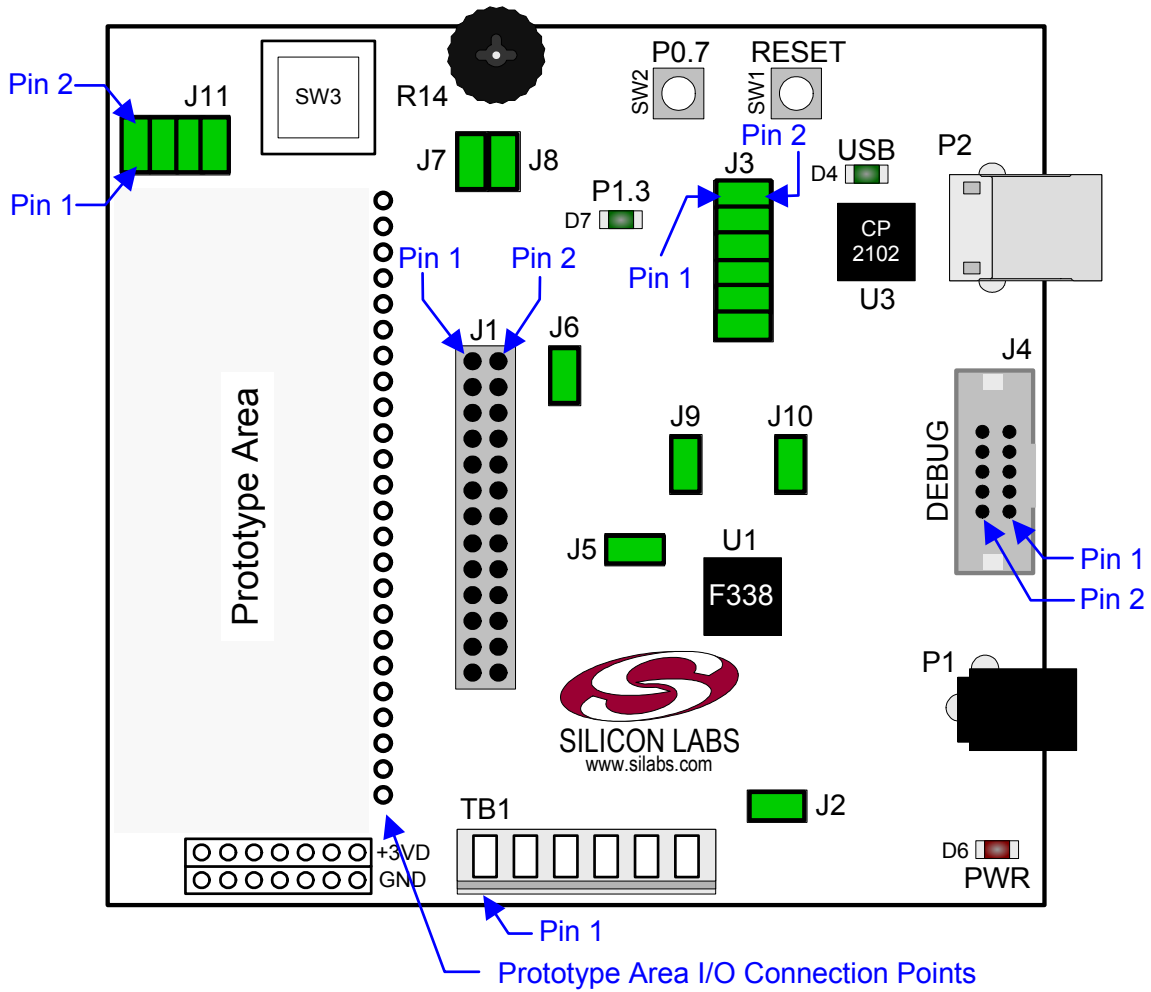 P0.7
RESET
Pin 2
J11
SW3
R14
SW2
SW1
Pin 2
J7
J8
J3
USB
P2
D4
Pin 1
P1.3
D7
CP
2102
Pin 1
Pin 2
Pin 1
U3
J1
J6
J4
Prototype Area
J9
J10
DEBUG
J5
U1
Pin 1
F338
Pin 2
P1
SILICON LABS
www.silabs.com
TB1
J2
+3VD
D6
GND
PWR
Pin 1
Prototype Area I/O Connection Points